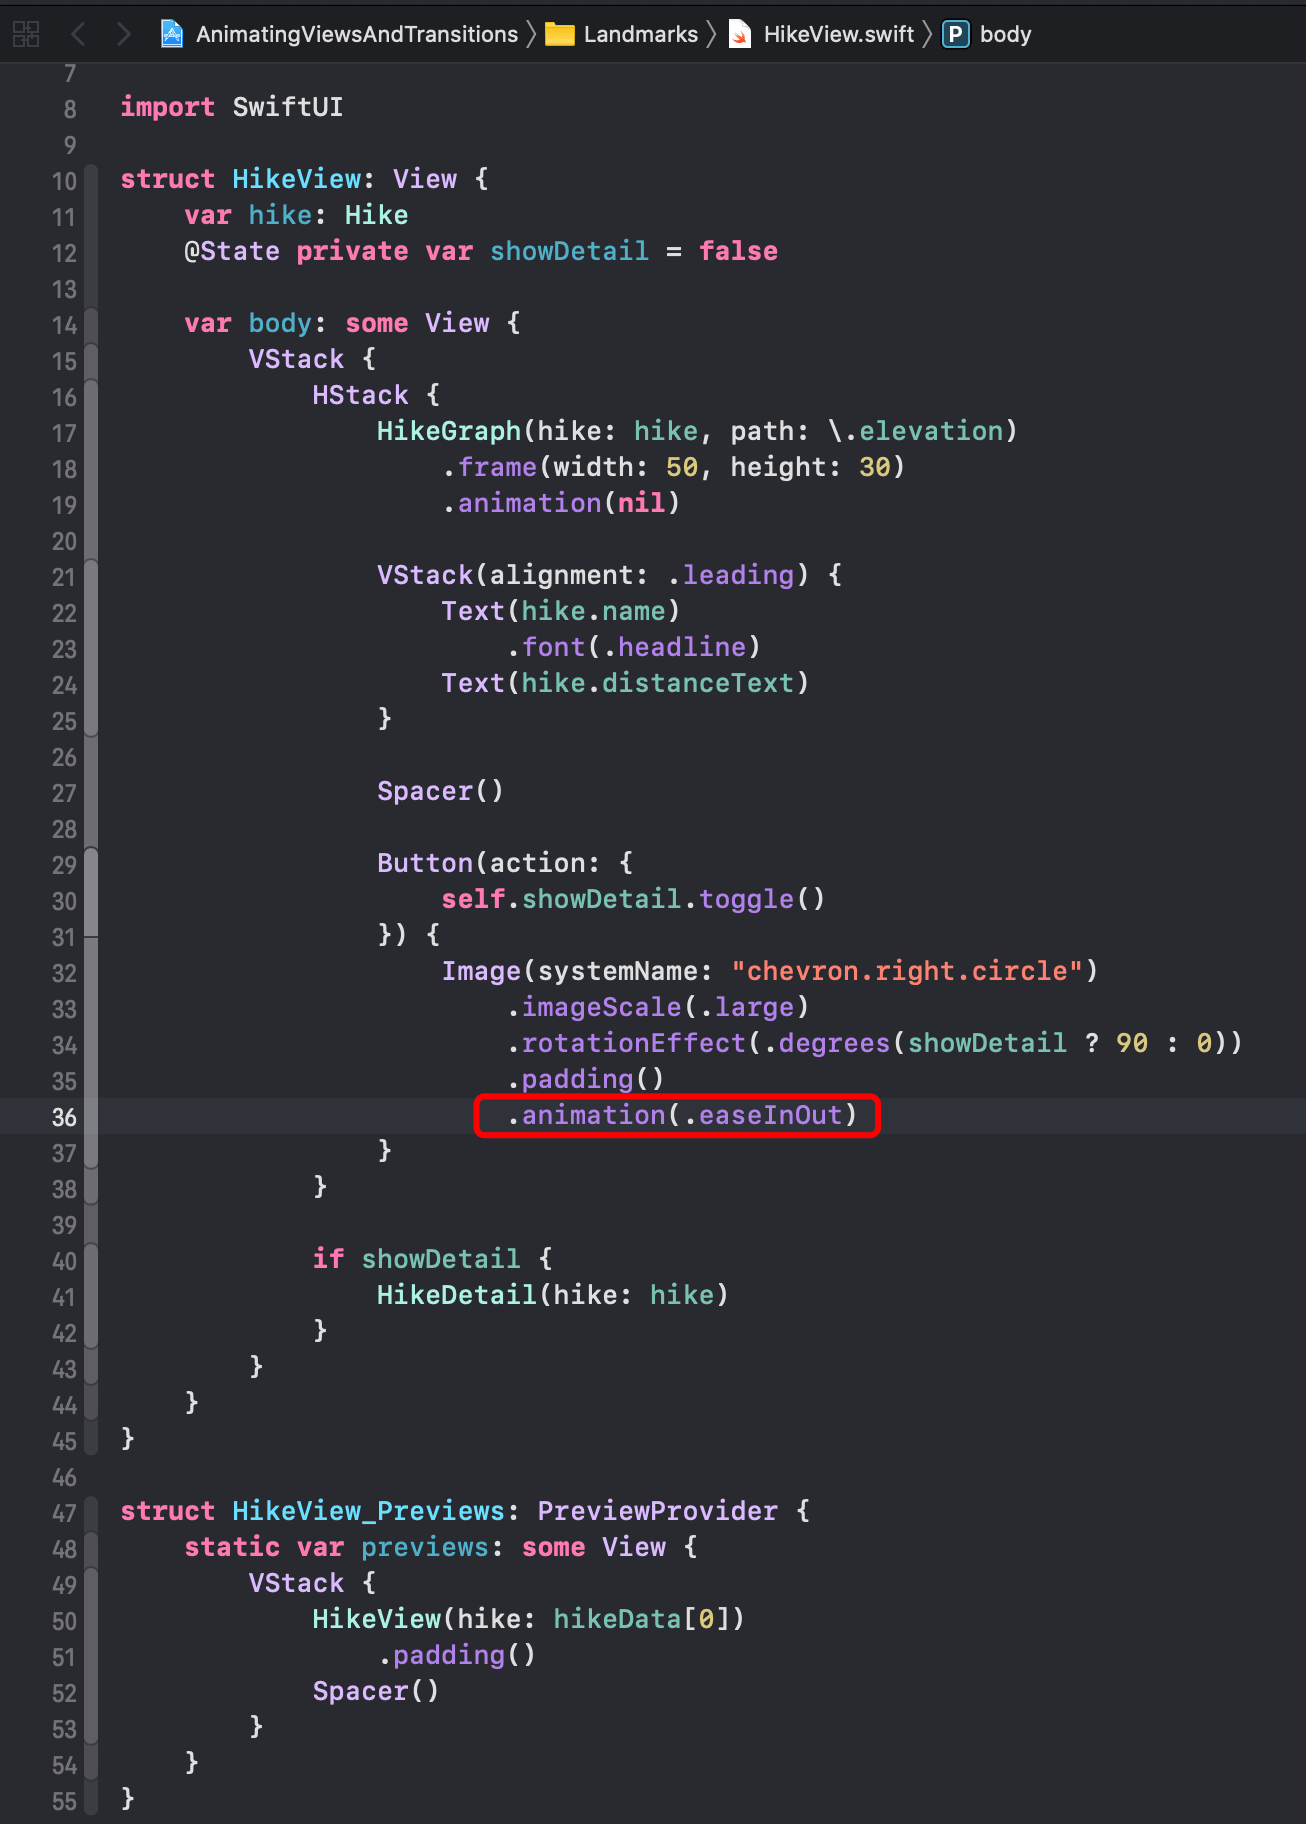 AnimatingViewsAndTransitions 〉 Landmarks 〉 HikeView.swift 〉 P body
7
8 import SwiftUI
9
10 struct HikeView: View {
11     var hike: Hike
12     @State private var showDetail = false
13
14     var body: some View {
15         VStack {
16             HStack {
17                 HikeGraph(hike: hike, path: \.elevation)
18                     .frame(width: 50, height: 30)
19                     .animation(nil)
20
21                 VStack(alignment: .leading) {
22                     Text(hike.name)
23                         .font(.headline)
24                     Text(hike.distanceText)
25                 }
26
27                 Spacer()
28
29                 Button(action: {
30                     self.showDetail.toggle()
31                 }) {
32                     Image(systemName: "chevron.right.circle")
33                         .imageScale(.large)
34                         .rotationEffect(.degrees(showDetail ? 90 : 0))
35                         .padding()
36                         .animation(.easeInOut)
37                 }
38             }
39
40             if showDetail {
41                 HikeDetail(hike: hike)
42             }
43         }
44     }
45 }
46
47 struct HikeView_Previews: PreviewProvider {
48     static var previews: some View {
49         VStack {
50             HikeView(hike: hikeData[0])
51                 .padding()
52             Spacer()
53         }
54     }
55 }